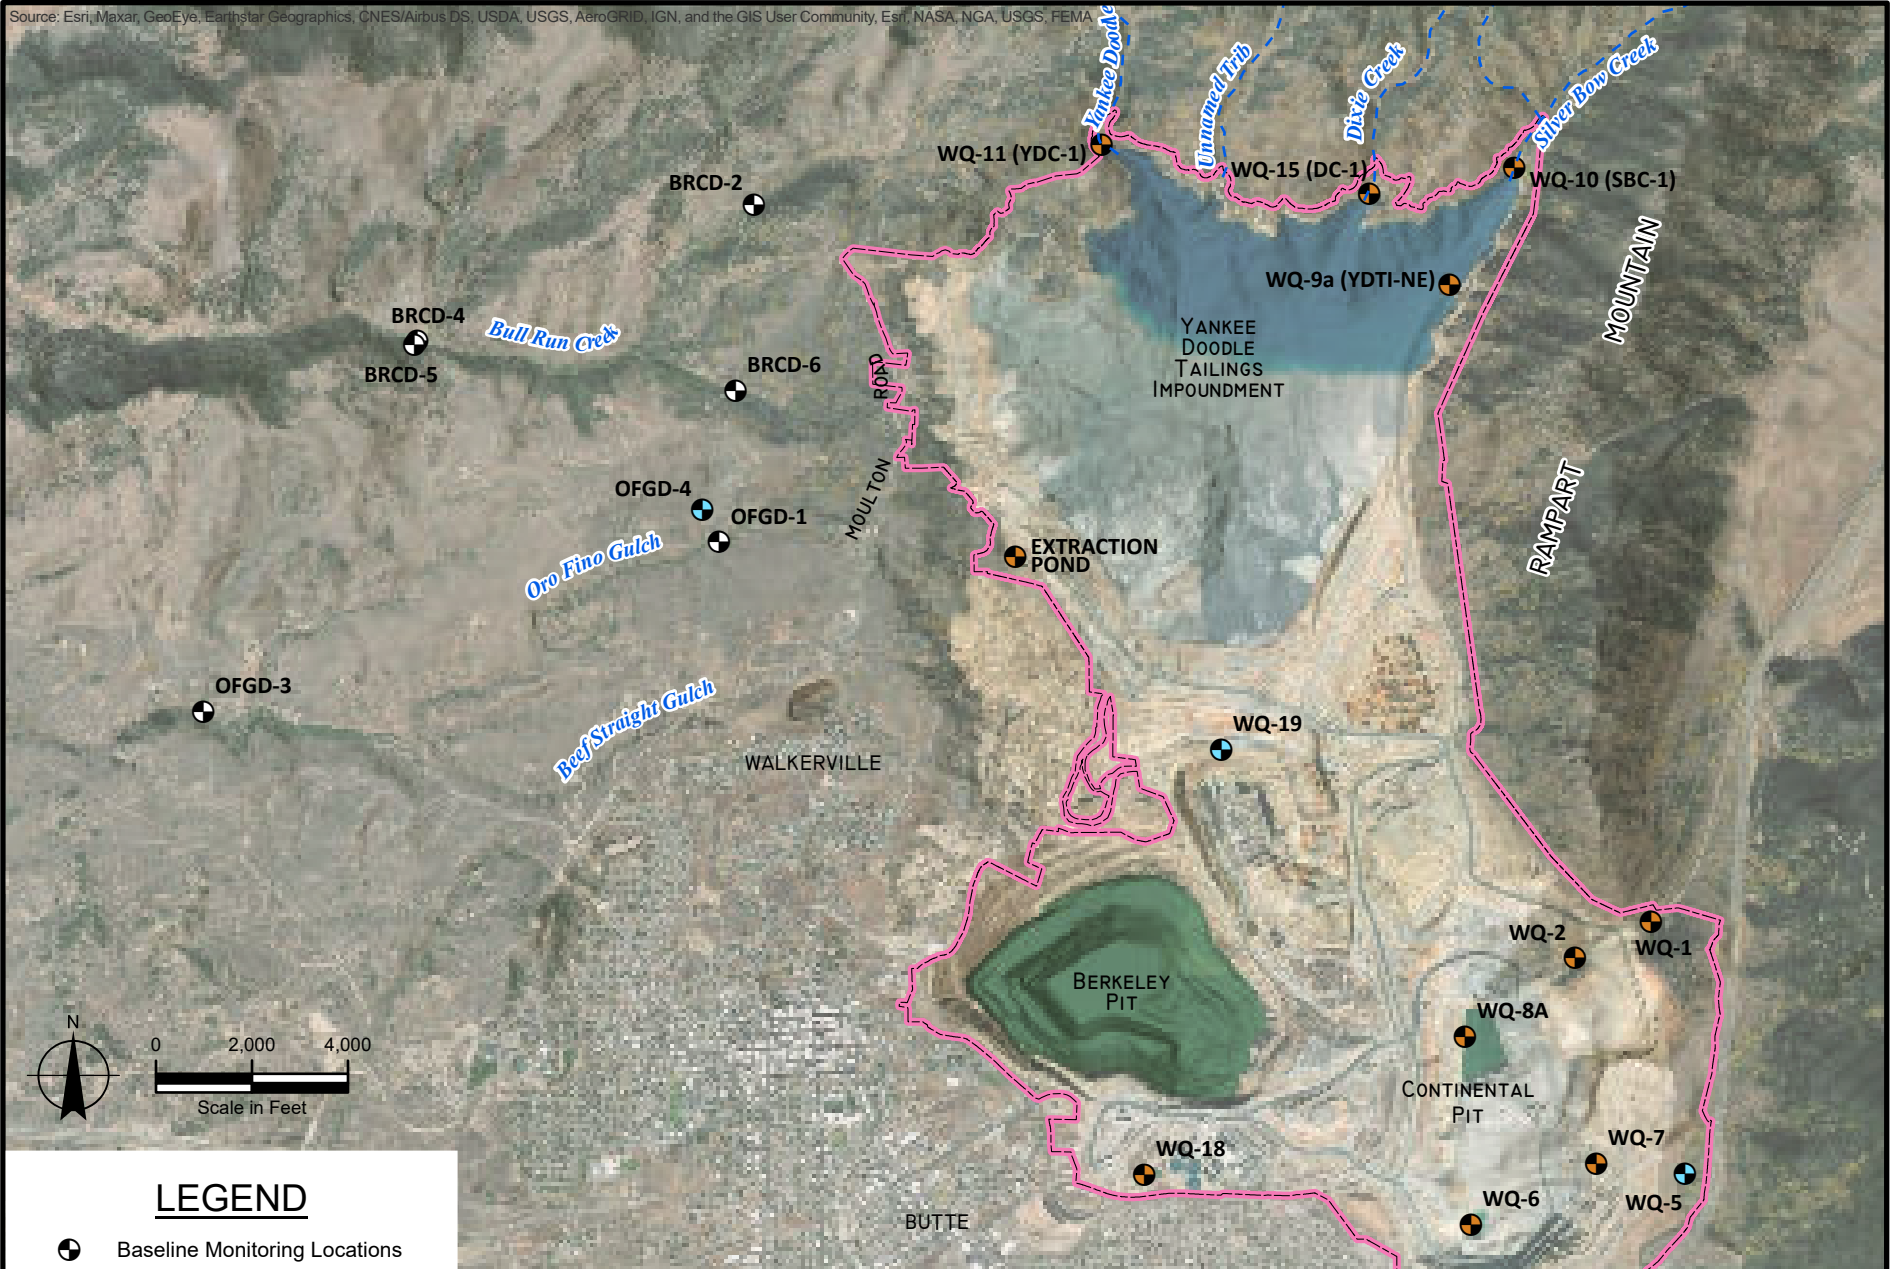 Source: Esri, Maxar, GeoEye, Earthstar Geographics, CNES/Airbus DS, USDA, USGS, AeroGRID, IGN, and the GIS User Community, Esri, NASA, NGA, USGS, FEMA
Yankee Doodle
Unnamed Trib
Dixie Creek
Silver Bow Creek
WQ-11 (YDC-1)
WQ-15 (DC-1)
WQ-10 (SBC-1)
BRCD-2
WQ-9a (YDTI-NE)
MOUNTAIN
BRCD-4
Bull Run Creek
YANKEE
DOODLE
TAILINGS
IMPOUNDMENT
BRCD-5
BRCD-6
ROAD
MOULTON
OFGD-4
OFGD-1
RAMPART
Oro Fino Gulch
EXTRACTION
POND
OFGD-3
Beef Straight Gulch
WQ-19
WALKERVILLE
WQ-2
WQ-1
BERKELEY
PIT
WQ-8A
N
0 2,000 4,000
Scale in Feet
CONTINENTAL
PIT
WQ-7
WQ-18
WQ-6
WQ-5
BUTTE
LEGEND
Baseline Monitoring Locations